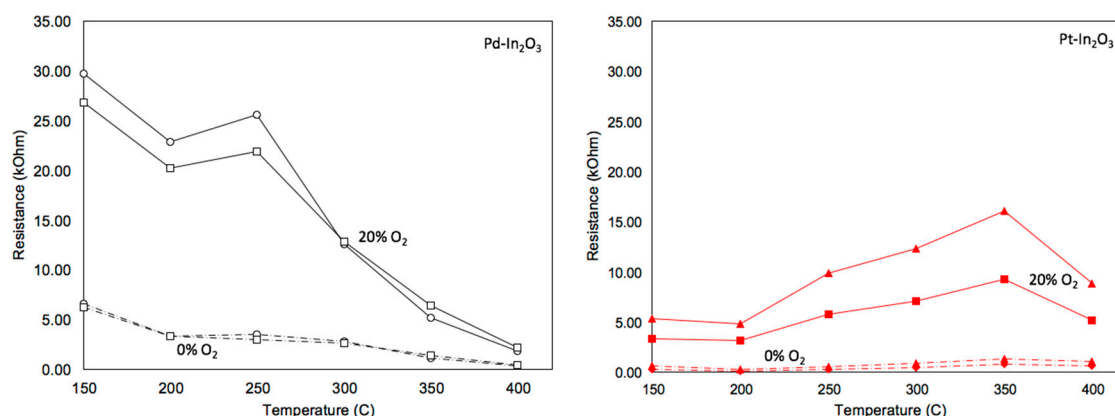 35.00
Pd-In₂O₃
30.00
25.00
20.00
15.00
10.00
5.00
0.00
Resistance (kOhm)
20% O₂
0% O₂
150 200 250 300 350 400
Temperature (C)
35.00
Pt-In₂O₃
30.00
25.00
20.00
15.00
10.00
5.00
0.00
Resistance (kOhm)
20% O₂
0% O₂
150 200 250 300 350 400
Temperature (C)